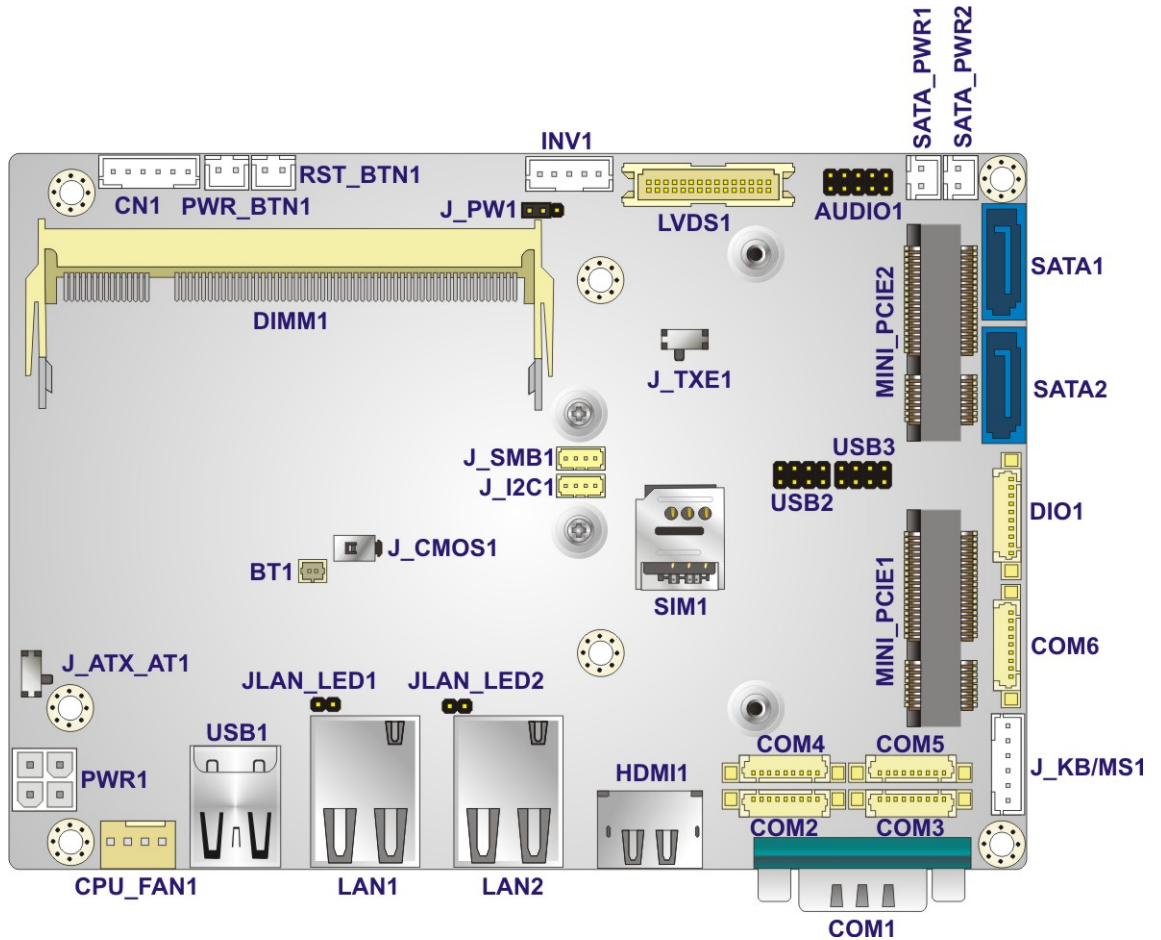 SATA_PWR1
SATA_PWR2
INV1
CN1
PWR_BTN1
RST_BTN1
J_PW1
LVDS1
AUDIO1
SATA1
DIMM1
MINI_PCIE2
J_TXE1
SATA2
J_SMB1
J_I2C1
USB3
USB2
DIO1
J_CMOS1
BT1
SIM1
MINI_PCIE1
COM6
J_ATX_AT1
JLAN_LED1
JLAN_LED2
USB1
PWR1
HDMI1
COM4
COM5
J_KB/MS1
COM2
COM3
CPU_FAN1
LAN1
LAN2
COM1